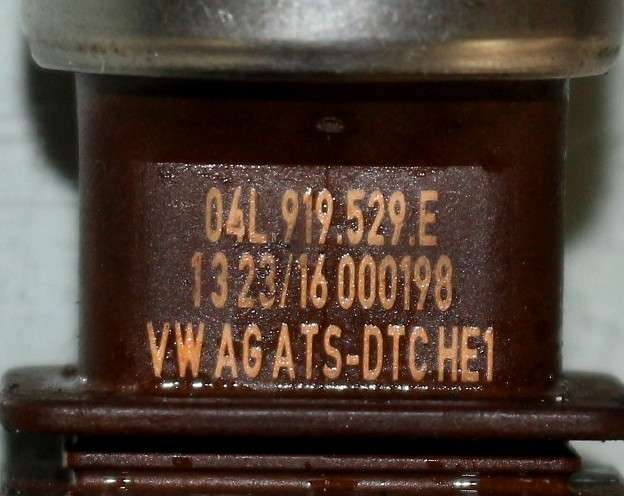 04L.919.529.E
13 23/16 000198
VW AG ATS-DTC HE1